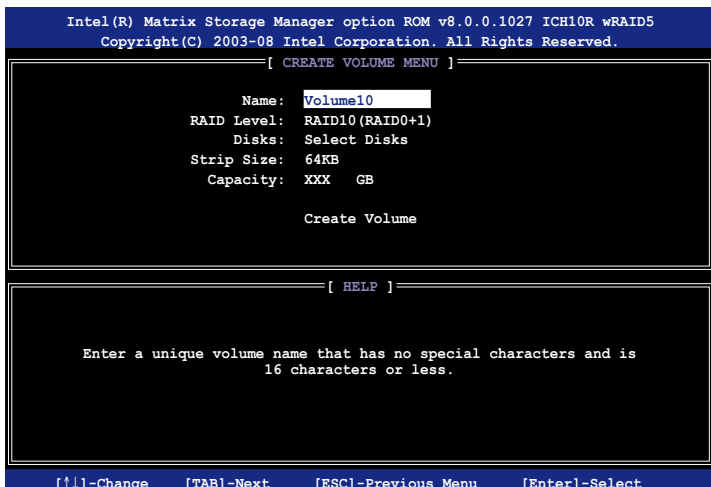 Intel(R) Matrix Storage Manager option ROM v8.0.0.1027 ICH10R wRAID5
Copyright(C) 2003-08 Intel Corporation. All Rights Reserved.
[ CREATE VOLUME MENU ]
Name: Volume10
RAID Level: RAID10(RAID0+1)
Disks: Select Disks
Strip Size: 64KB
Capacity: XXX GB
Create Volume
[ HELP ]
Enter a unique volume name that has no special characters and is
16 characters or less.
[↑↓]-Change [TAB]-Next [ESC]-Previous Menu [Enter]-Select